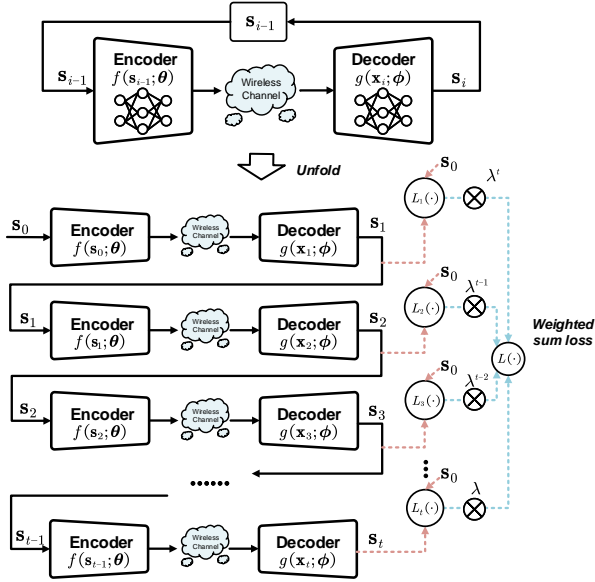 s_{i−1}
Encoder
f(s_{i−1};θ)
s_{i−1}
Wireless
Channel
Decoder
g(x_i;ϕ)
s_i
Unfold
s_0
Encoder
f(s_0;θ)
Wireless
Channel
Decoder
g(x_1;ϕ)
s_1
s_0
L_1(·)
λ^t
s_1
Encoder
f(s_1;θ)
Wireless
Channel
Decoder
g(x_2;ϕ)
s_2
s_0
L_2(·)
λ^{t-1}
Weighted
sum loss
L(·)
s_2
Encoder
f(s_2;θ)
Wireless
Channel
Decoder
g(x_3;ϕ)
s_3
s_0
L_3(·)
λ^{t-2}
......
s_{t−1}
Encoder
f(s_{t−1};θ)
Wireless
Channel
Decoder
g(x_t;ϕ)
s_t
s_0
L_t(·)
λ